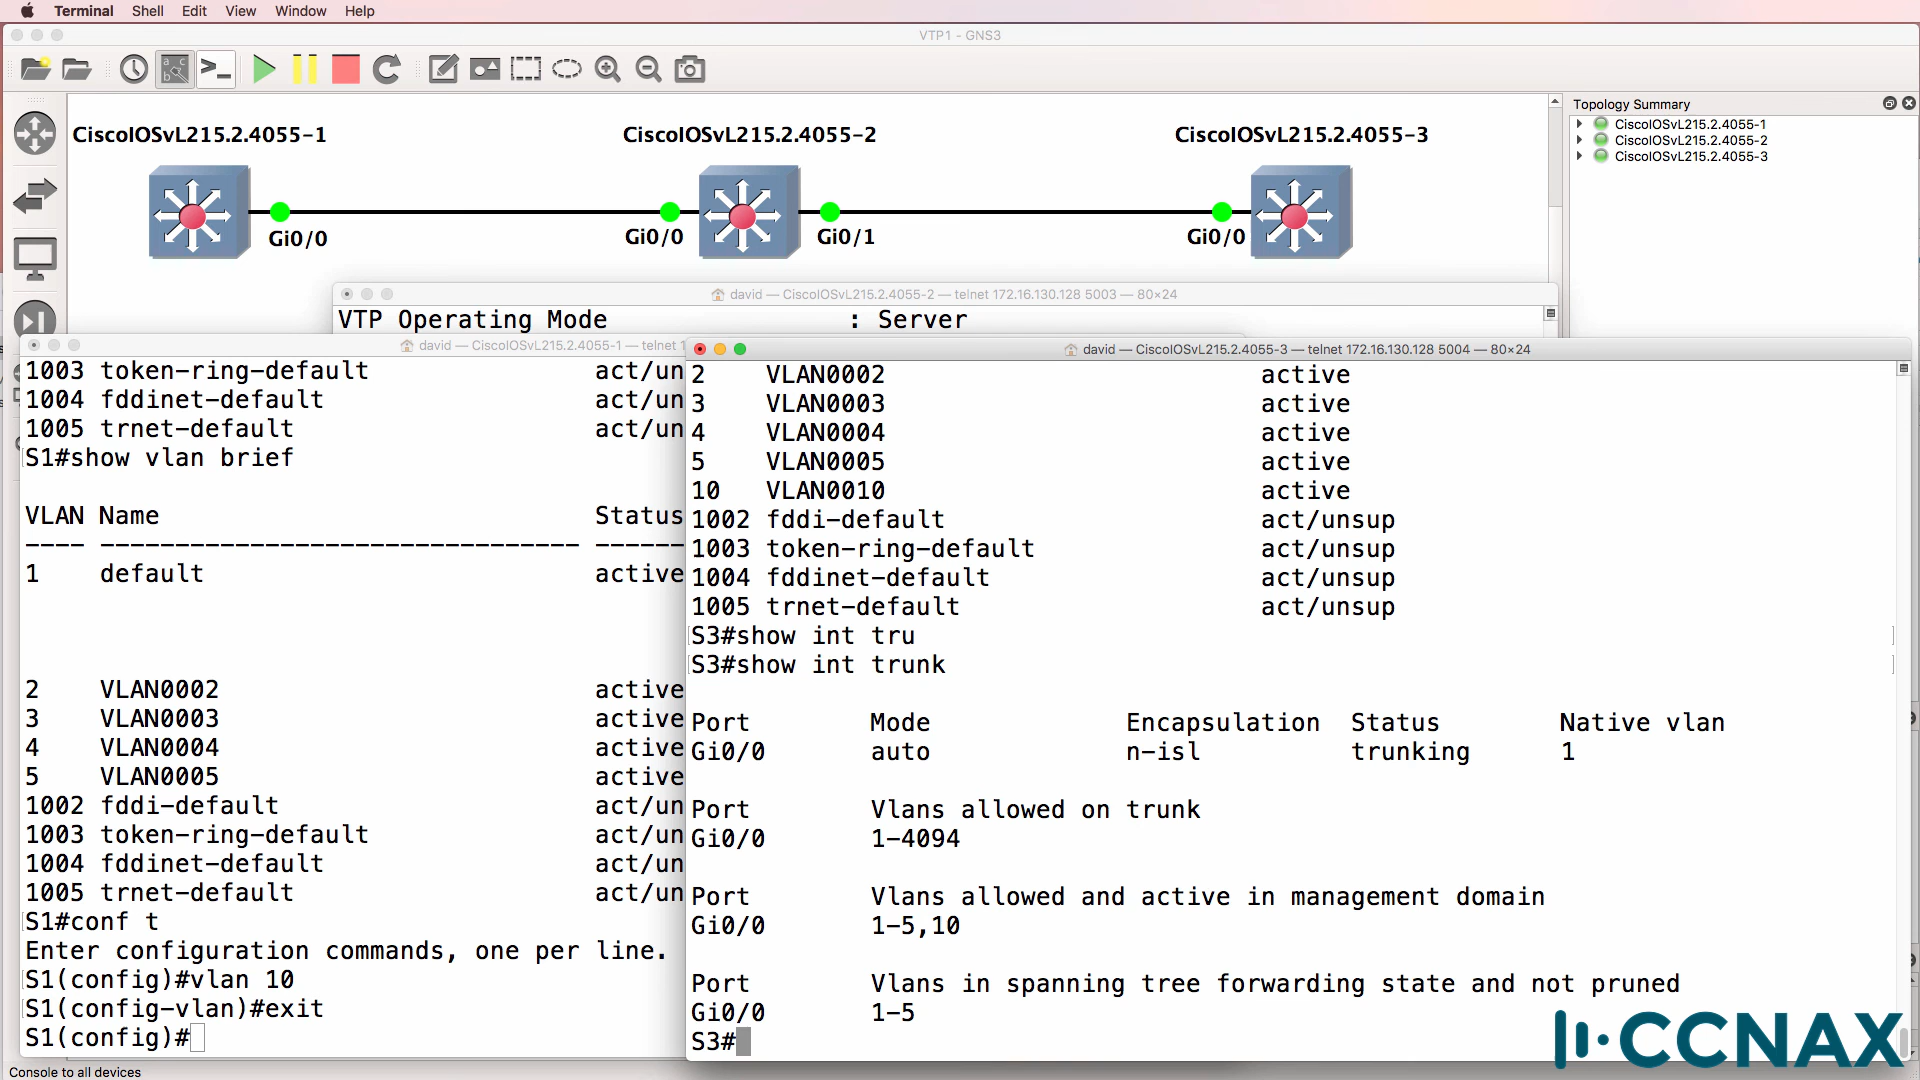 Terminal Shell Edit View Window Help
VTP1 - GNS3
CiscoIOSvL215.2.4055-1
CiscoIOSvL215.2.4055-2
CiscoIOSvL215.2.4055-3
Gi0/0
Gi0/0
Gi0/1
Gi0/0
Topology Summary
CiscoIOSvL215.2.4055-1
CiscoIOSvL215.2.4055-2
CiscoIOSvL215.2.4055-3
david — CiscoIOSvL215.2.4055-2 — telnet 172.16.130.128 5003 — 80×24
VTP Operating Mode : Server
david — CiscoIOSvL215.2.4055-1 — telnet 1
1003 token-ring-default act/un
1004 fddinet-default act/un
1005 trnet-default act/un
S1#show vlan brief
VLAN Name Status
---- -------------------------------- ------
1 default active
2 VLAN0002 active
3 VLAN0003 active
4 VLAN0004 active
5 VLAN0005 active
1002 fddi-default act/un
1003 token-ring-default act/un
1004 fddinet-default act/un
1005 trnet-default act/un
S1#conf t
Enter configuration commands, one per line.
S1(config)#vlan 10
S1(config-vlan)#exit
S1(config)#
david — CiscoIOSvL215.2.4055-3 — telnet 172.16.130.128 5004 — 80×24
2 VLAN0002 active
3 VLAN0003 active
4 VLAN0004 active
5 VLAN0005 active
10 VLAN0010 active
1002 fddi-default act/unsup
1003 token-ring-default act/unsup
1004 fddinet-default act/unsup
1005 trnet-default act/unsup
S3#show int tru
S3#show int trunk
Port Mode Encapsulation Status Native vlan
Gi0/0 auto n-isl trunking 1
Port Vlans allowed on trunk
Gi0/0 1-4094
Port Vlans allowed and active in management domain
Gi0/0 1-5,10
Port Vlans in spanning tree forwarding state and not pruned
Gi0/0 1-5
S3#
CCNAX
Console to all devices